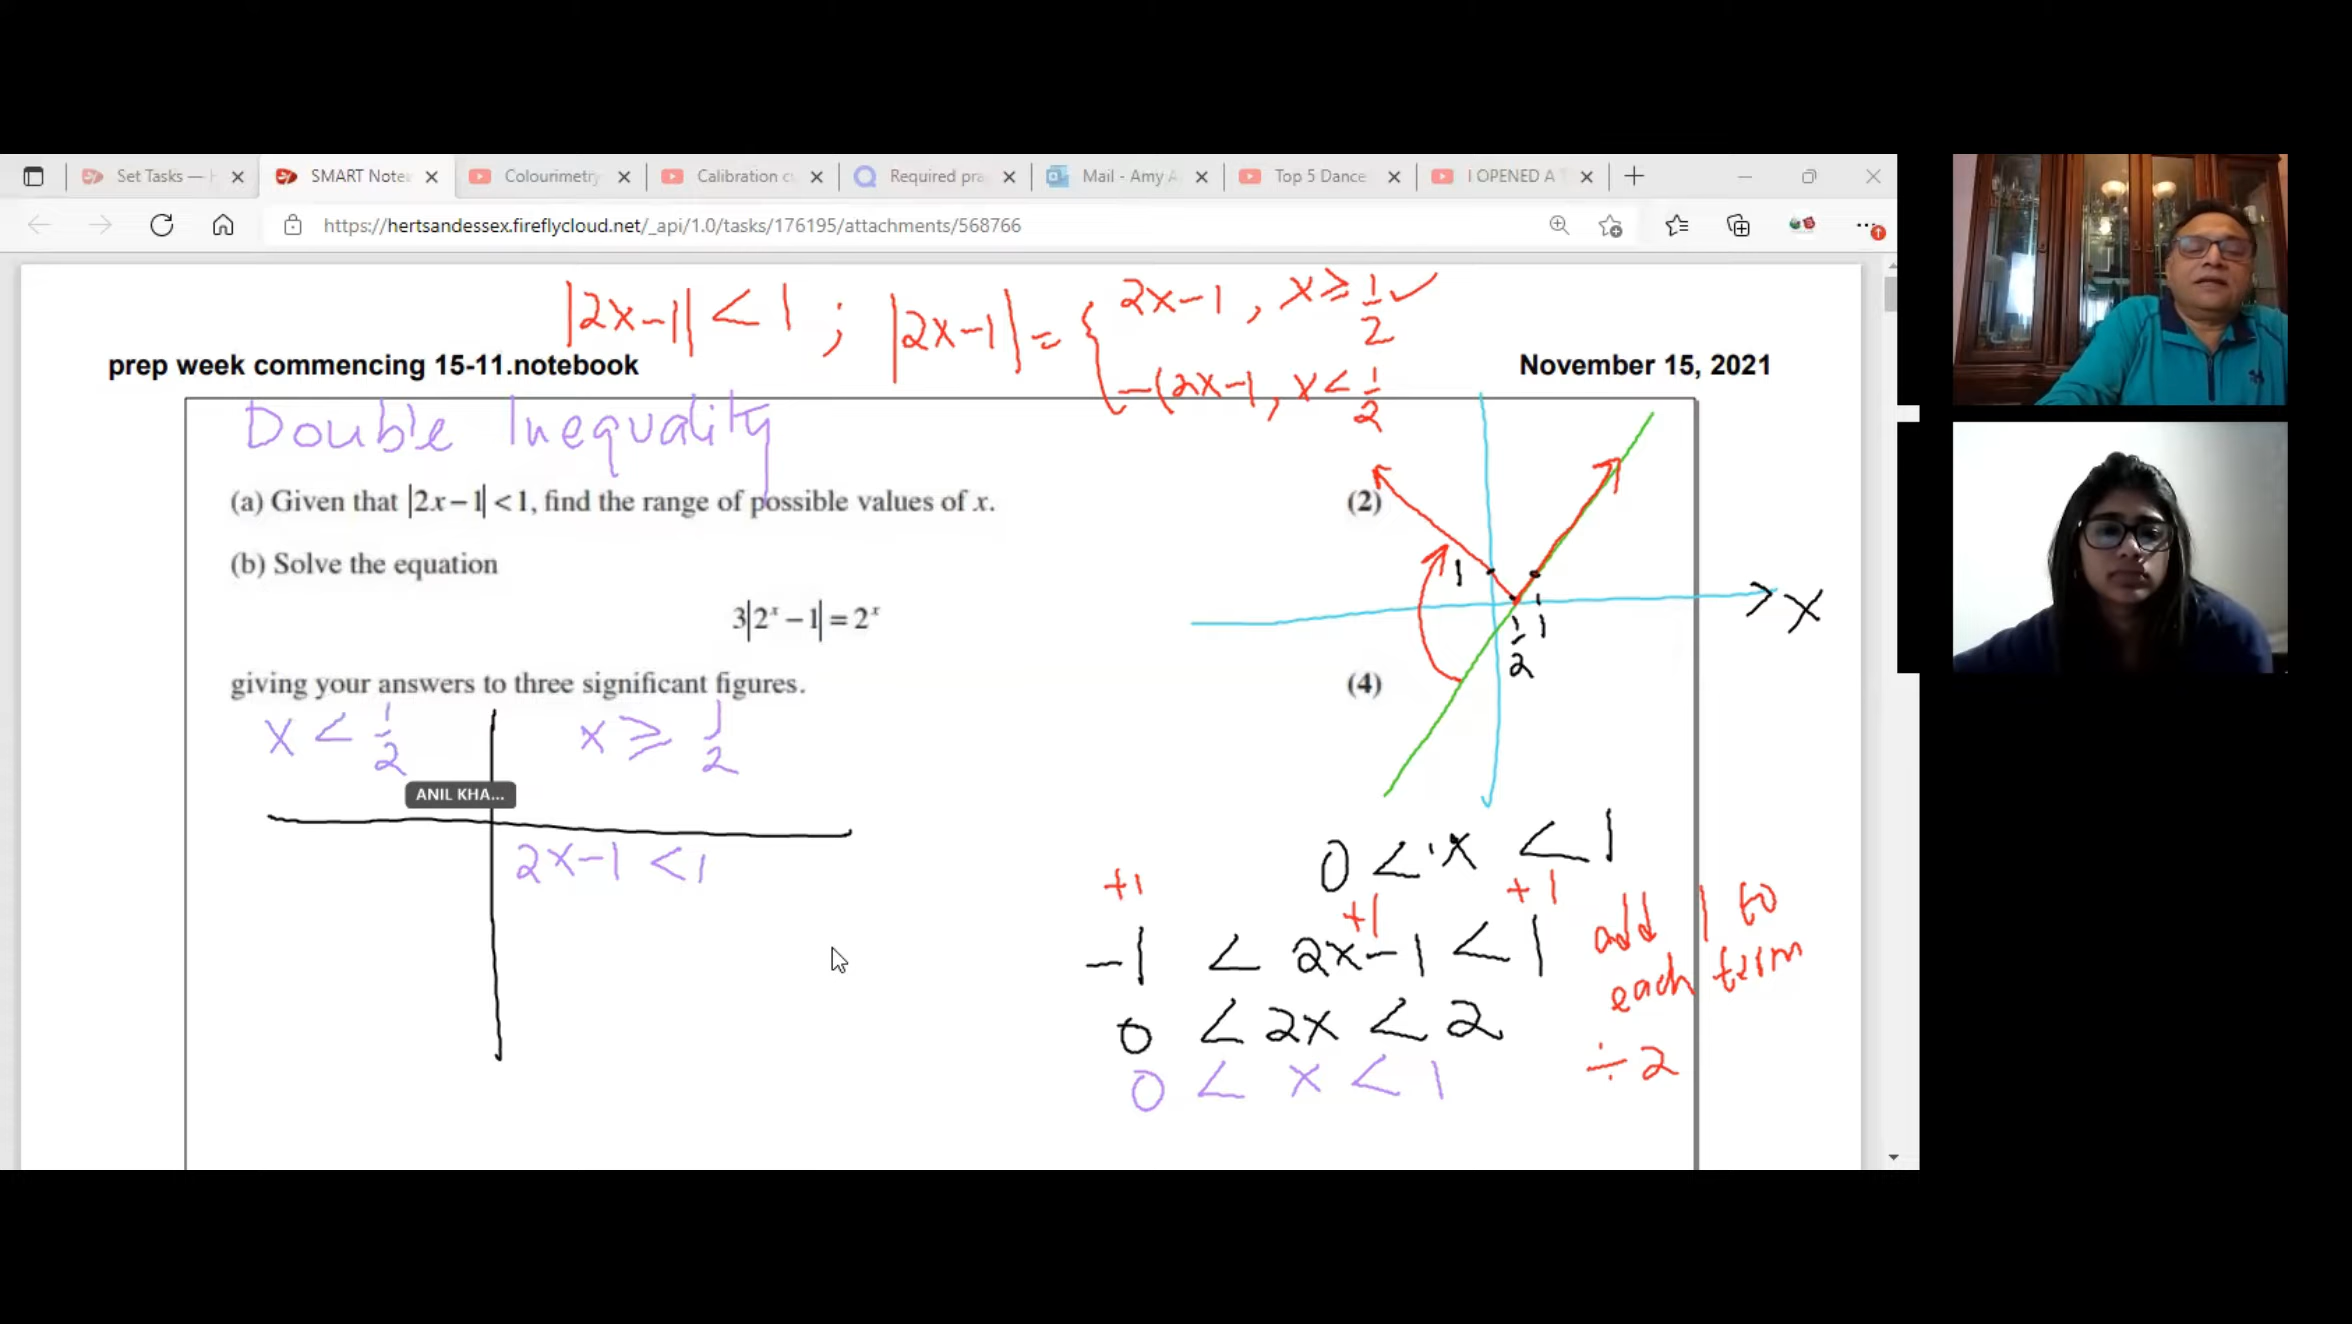 Set Tasks — H
SMART Note
Colourimetry
Calibration c
Required pra
Mail - Amy A
Top 5 Dance
I OPENED A T
https://hertsandessex.fireflycloud.net/_api/1.0/tasks/176195/attachments/568766
|2x-1| < 1 ; |2x-1| = { 2x-1, x ≥ 1/2 ✓
-(2x-1, x < 1/2
prep week commencing 15-11.notebook
November 15, 2021
Double Inequality
(a) Given that |2x − 1| < 1, find the range of possible values of x.
(2)
(b) Solve the equation
3|2ˣ − 1| = 2ˣ
giving your answers to three significant figures.
(4)
1
1/2
1
X
x < 1/2
x ≥ 1/2
ANIL KHA...
2x-1 < 1
0 < x < 1
+1 +1 +1
-1 < 2x-1 < 1
add 1 to
each term
0 < 2x < 2
÷2
0 < x < 1